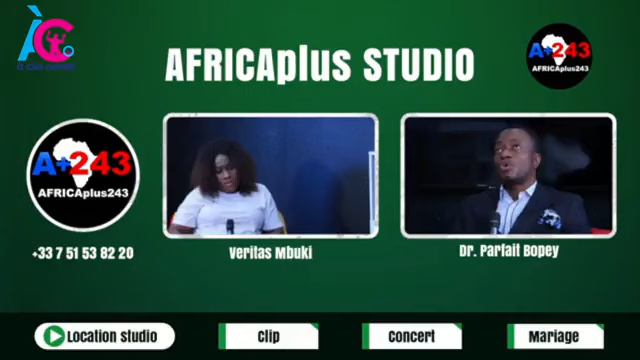 ÀC.
AFRICAplus STUDIO
A+243
AFRICAplus243
A+243
AFRICAplus243
+33 7 51 53 82 20
Veritas Mbuki
Dr. Parfait Bopey
Location studio
Clip
Concert
Mariage